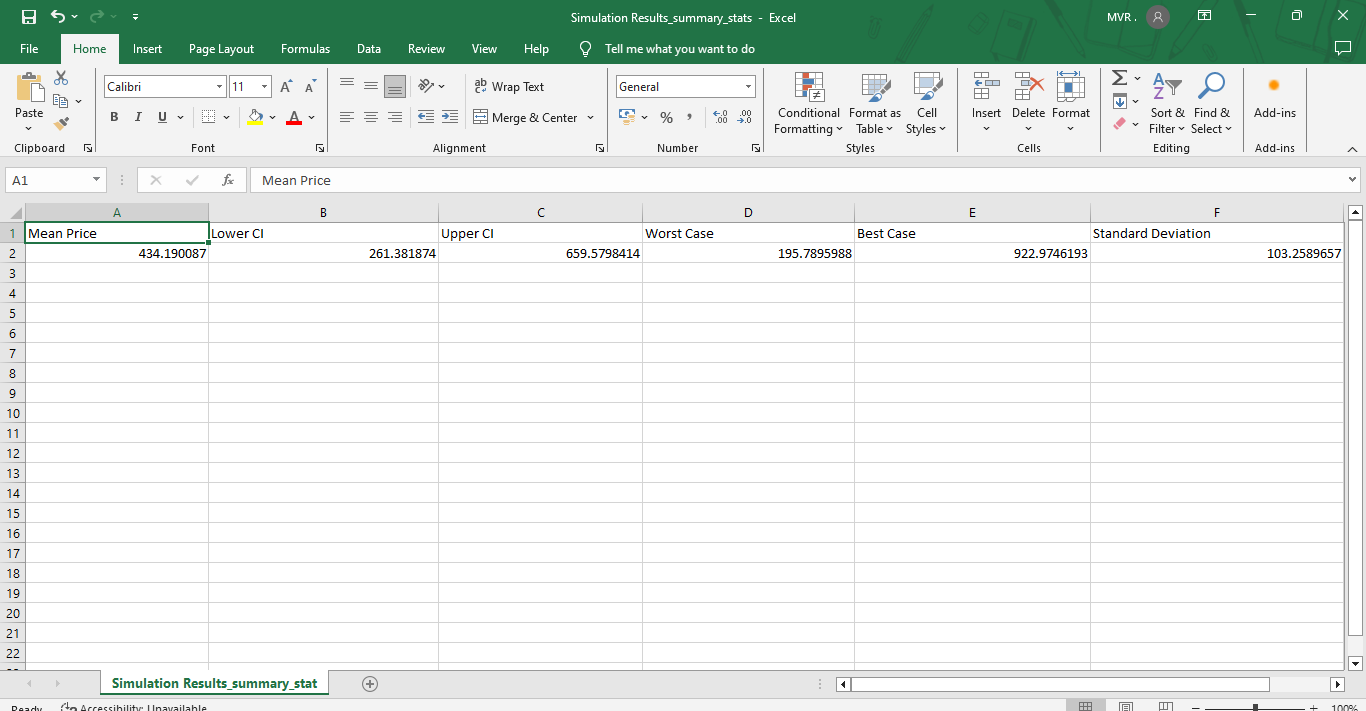 Simulation Results_summary_stats - Excel
MVR .
File Home Insert Page Layout Formulas Data Review View Help Tell me what you want to do
Calibri 11 Wrap Text General
Paste B I U Merge & Center % Conditional Formatting Format as Table Cell Styles Insert Delete Format Sort & Filter Find & Select Add-ins
Clipboard Font Alignment Number Styles Cells Editing Add-ins
A1 fx Mean Price
A B C D E F
1 Mean Price Lower CI Upper CI Worst Case Best Case Standard Deviation
2 434.190087 261.381874 659.5798414 195.7895988 922.9746193 103.2589657
3
4
5
6
7
8
9
10
11
12
13
14
15
16
17
18
19
20
21
22
Simulation Results_summary_stat
Ready Accessibility: Unavailable 100%